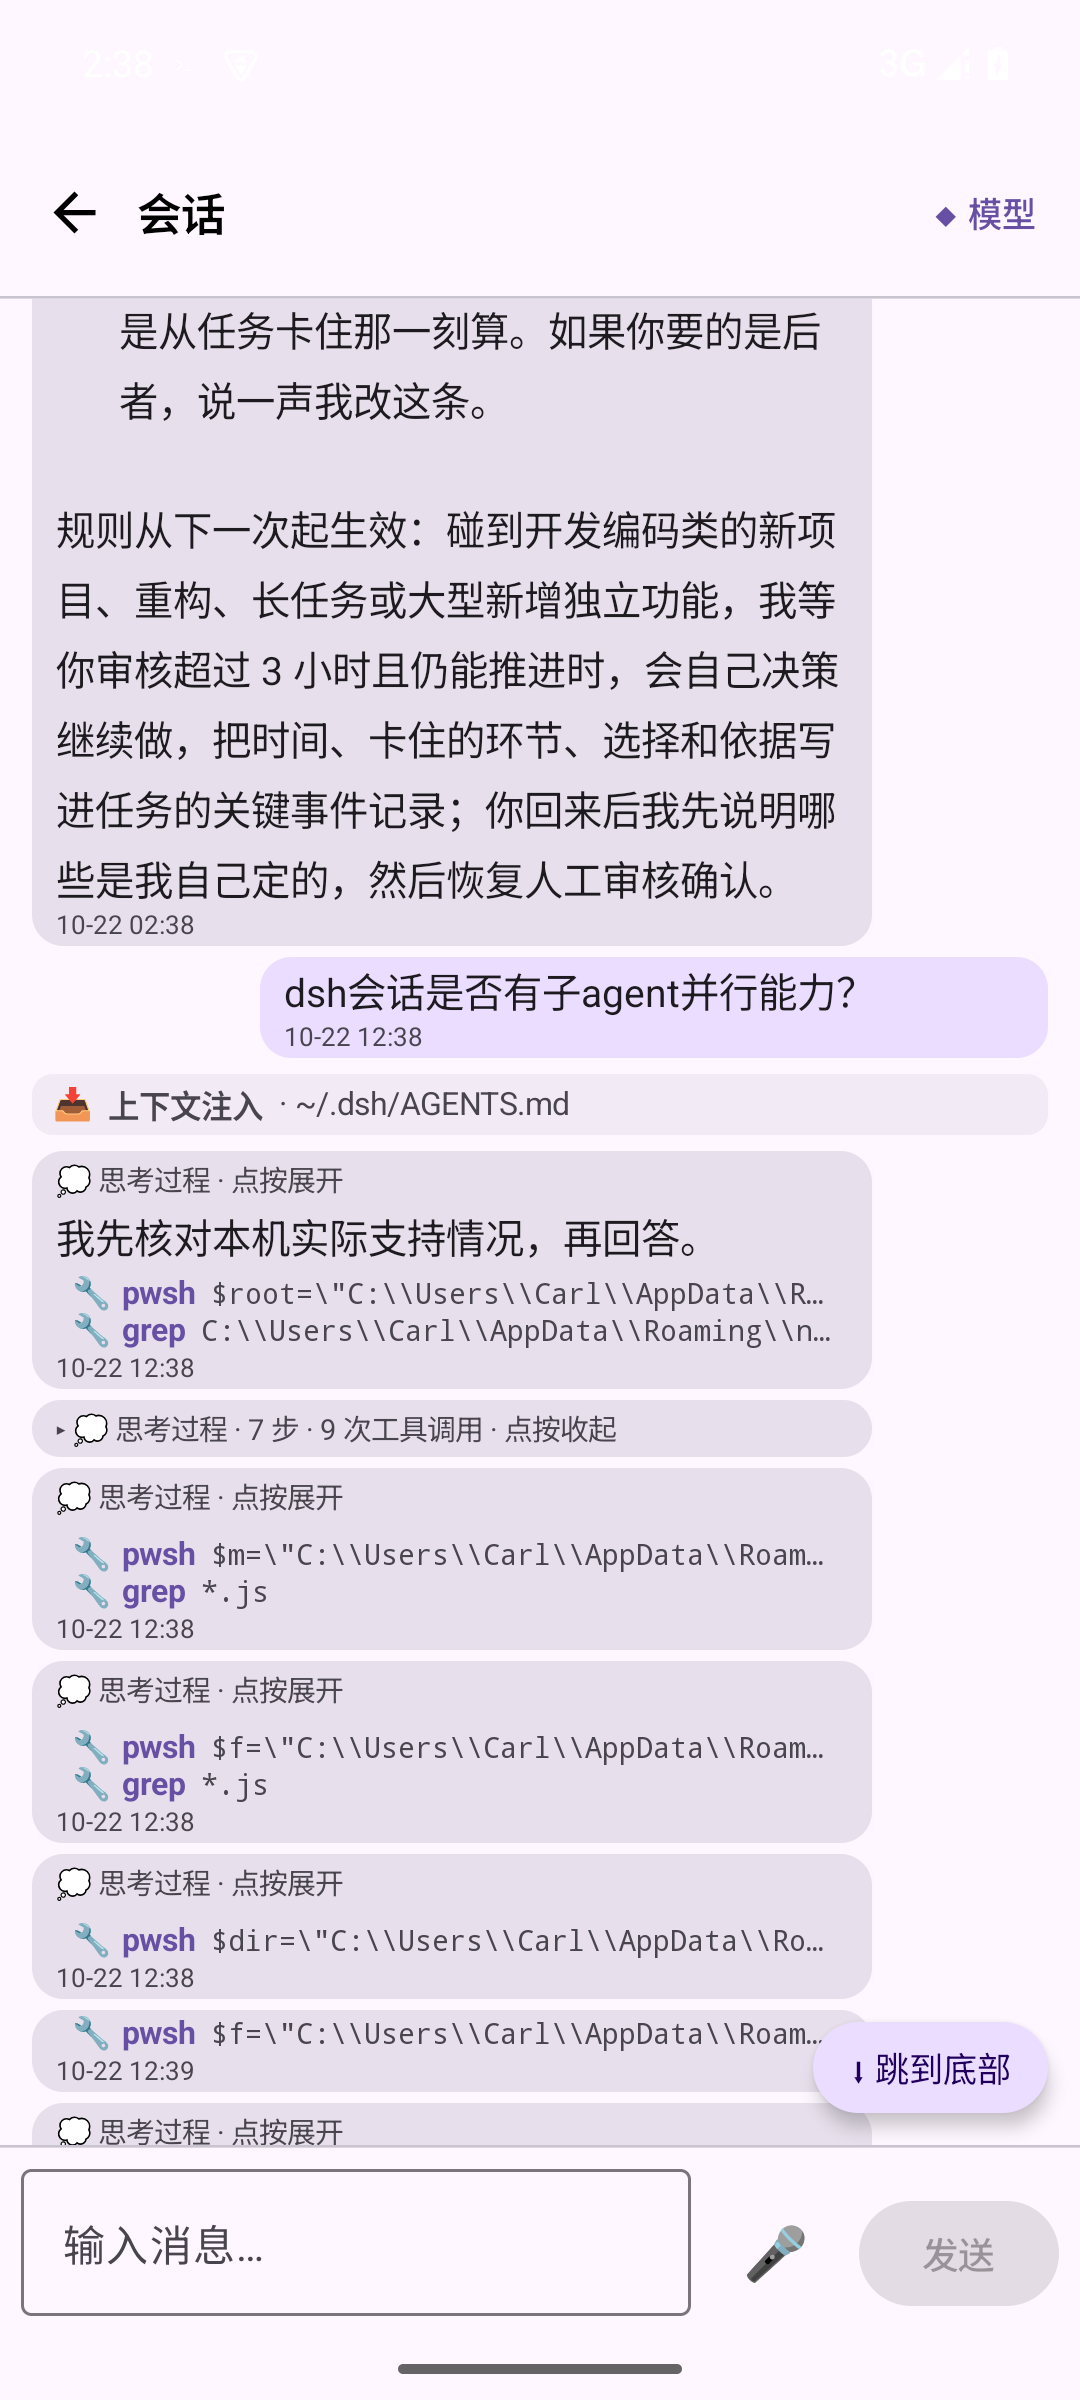 2:38
3G
会话
◆ 模型
是从任务卡住那一刻算。如果你要的是后
者，说一声我改这条。
规则从下一次起生效：碰到开发编码类的新项
目、重构、长任务或大型新增独立功能，我等
你审核超过 3 小时且仍能推进时，会自己决策
继续做，把时间、卡住的环节、选择和依据写
进任务的关键事件记录；你回来后我先说明哪
些是我自己定的，然后恢复人工审核确认。
10-22 02:38
dsh会话是否有子agent并行能力？
10-22 12:38
上下文注入 · ~/.dsh/AGENTS.md
思考过程 · 点按展开
我先核对本机实际支持情况，再回答。
pwsh $root=\"C:\\Users\\Carl\\AppData\\R…
grep C:\\Users\\Carl\\AppData\\Roaming\\n…
10-22 12:38
▸ 思考过程 · 7 步 · 9 次工具调用 · 点按收起
思考过程 · 点按展开
pwsh $m=\"C:\\Users\\Carl\\AppData\\Roam…
grep *.js
10-22 12:38
思考过程 · 点按展开
pwsh $f=\"C:\\Users\\Carl\\AppData\\Roam…
grep *.js
10-22 12:38
思考过程 · 点按展开
pwsh $dir=\"C:\\Users\\Carl\\AppData\\Ro…
10-22 12:38
pwsh $f=\"C:\\Users\\Carl\\AppData\\Roam…
10-22 12:39
思考过程 · 点按展开
↓ 跳到底部
输入消息…
发送